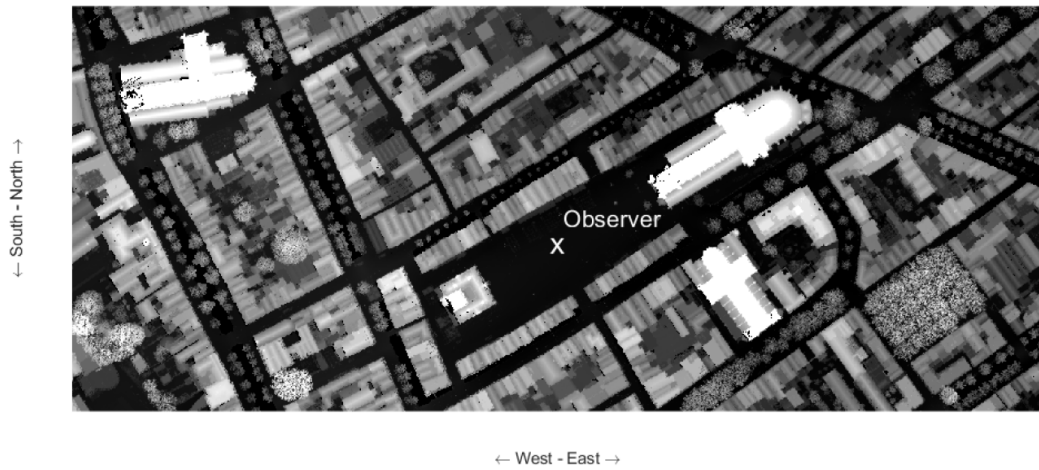 ← South - North →
Observer
x
← West - East →